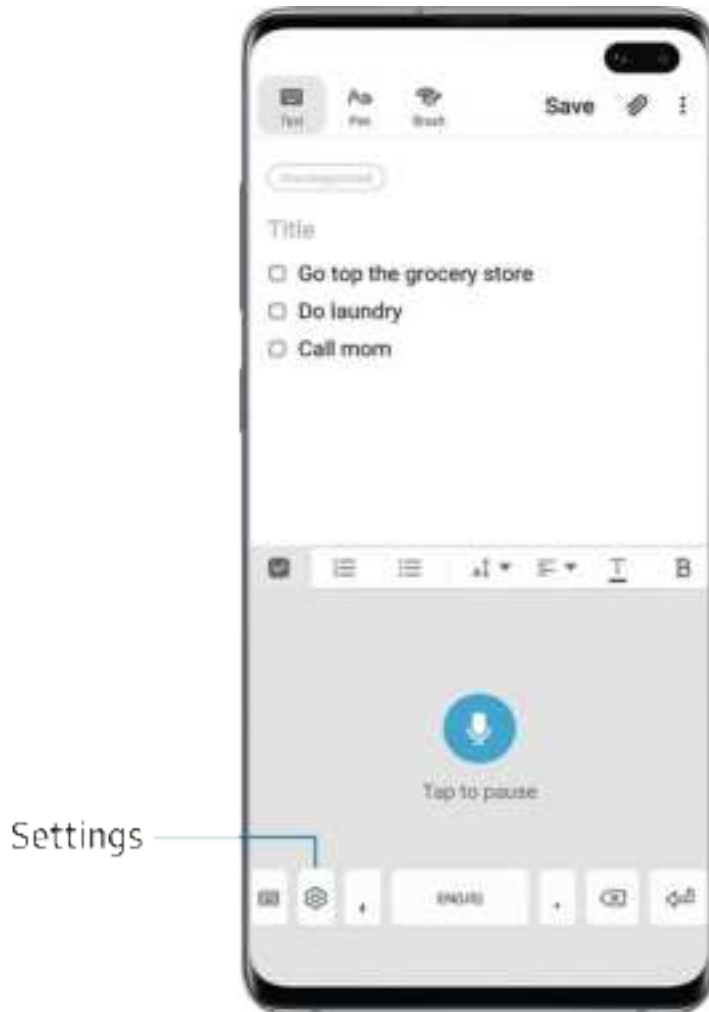 Text Pen Brush Save
Title
Go top the grocery store
Do laundry
Call mom
T B
Tap to pause
Settings
, .